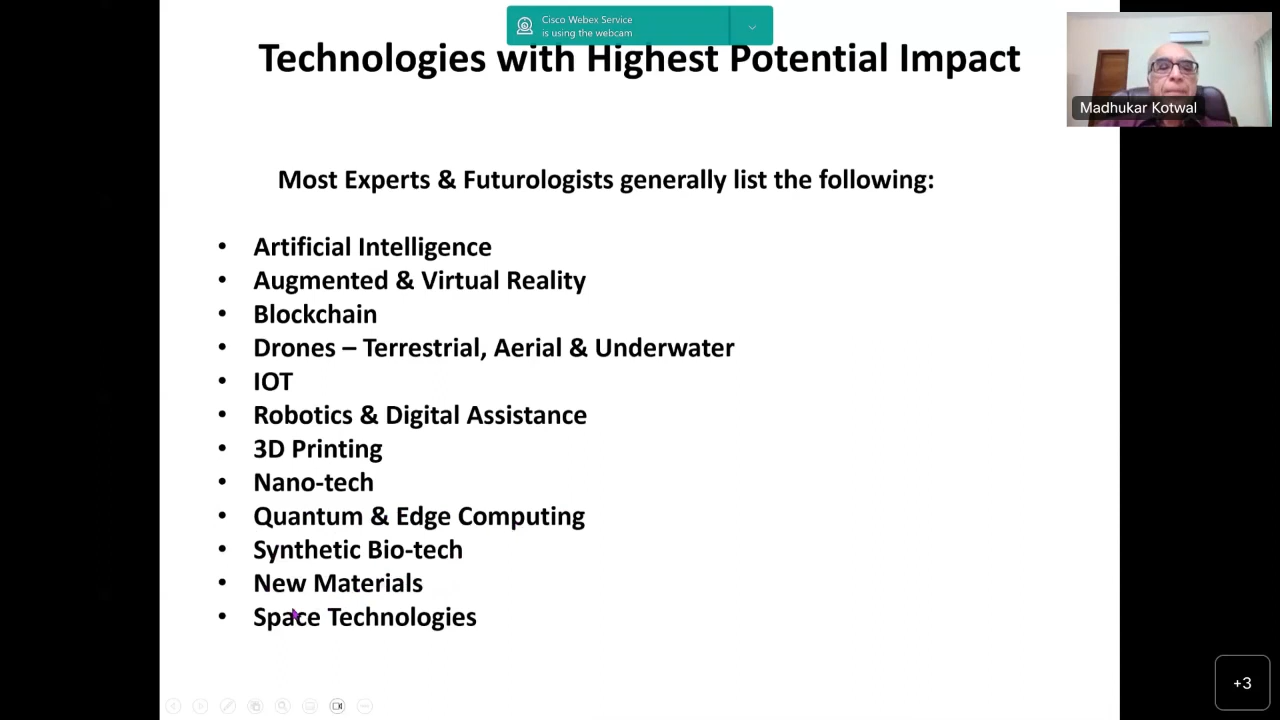 Cisco Webex Service
is using the webcam
Technologies with Highest Potential Impact
Madhukar Kotwal
Most Experts & Futurologists generally list the following:
• Artificial Intelligence
• Augmented & Virtual Reality
• Blockchain
• Drones – Terrestrial, Aerial & Underwater
• IOT
• Robotics & Digital Assistance
• 3D Printing
• Nano-tech
• Quantum & Edge Computing
• Synthetic Bio-tech
• New Materials
• Space Technologies
+3